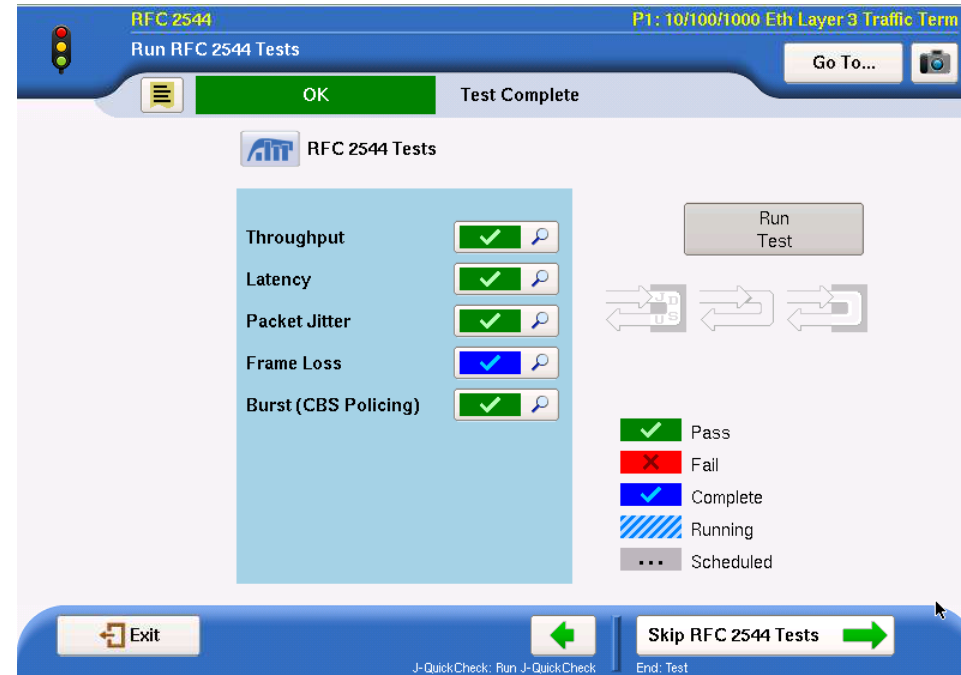 RFC 2544
P1: 10/100/1000 Eth Layer 3 Traffic Term
Run RFC 2544 Tests
Go To...
OK
Test Complete
RFC 2544 Tests
Throughput
Latency
Packet Jitter
Frame Loss
Burst (CBS Policing)
Run
Test
J D
U S
Pass
Fail
Complete
Running
... Scheduled
Exit
Skip RFC 2544 Tests
J-QuickCheck: Run J-QuickCheck
End: Test